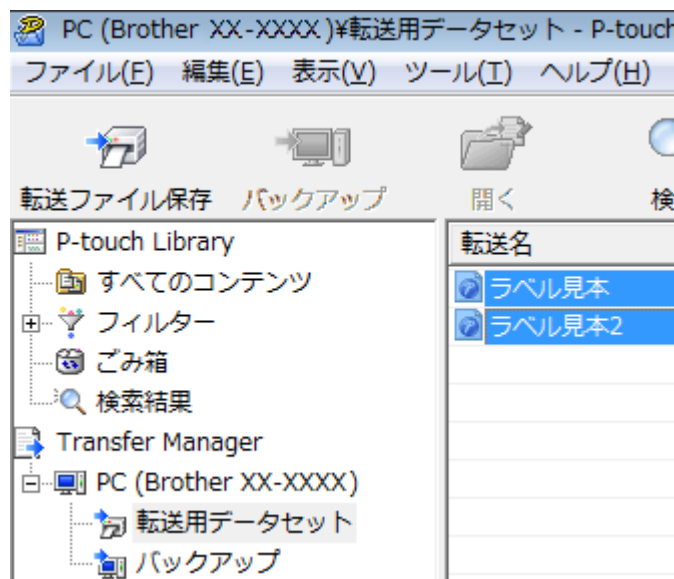 PC (Brother XX-XXXX)¥転送用データセット - P-touch
ファイル(F) 編集(E) 表示(V) ツール(T) ヘルプ(H)
転送ファイル保存 バックアップ 開く 検
P-touch Library
すべてのコンテンツ
フィルター
ごみ箱
検索結果
Transfer Manager
PC (Brother XX-XXXX)
転送用データセット
バックアップ
転送名
ラベル見本
ラベル見本2